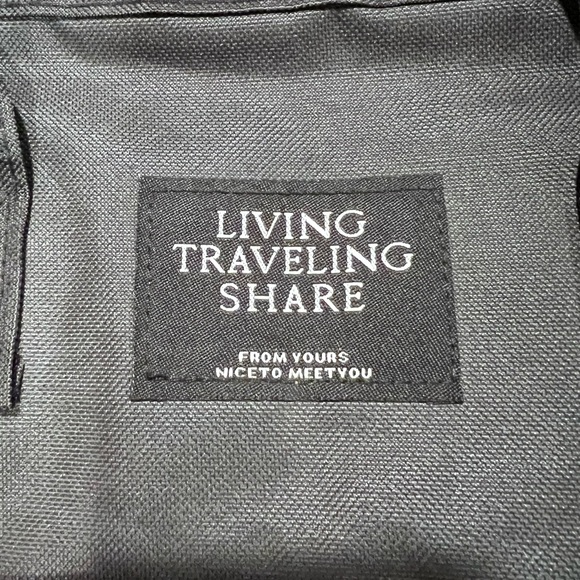 LIVING
TRAVELING
SHARE
FROM YOURS
NICETO MEETYOU